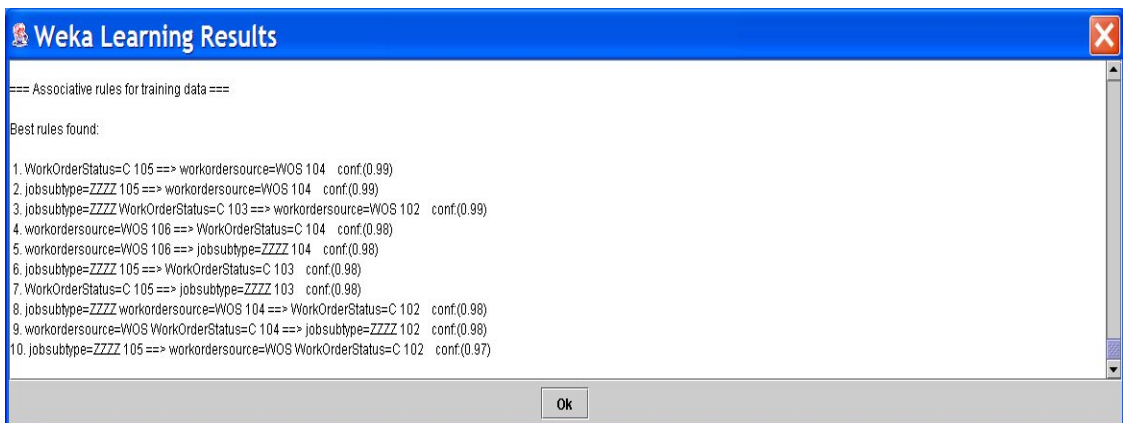 Weka Learning Results
=== Associative rules for training data ===
Best rules found:
1. WorkOrderStatus=C 105 ==> workordersource=WOS 104 conf:(0.99)
2. jobsubtype=ZZZZ 105 ==> workordersource=WOS 104 conf:(0.99)
3. jobsubtype=ZZZZ WorkOrderStatus=C 103 ==> workordersource=WOS 102 conf:(0.99)
4. workordersource=WOS 106 ==> WorkOrderStatus=C 104 conf:(0.98)
5. workordersource=WOS 106 ==> jobsubtype=ZZZZ 104 conf:(0.98)
6. jobsubtype=ZZZZ 105 ==> WorkOrderStatus=C 103 conf:(0.98)
7. WorkOrderStatus=C 105 ==> jobsubtype=ZZZZ 103 conf:(0.98)
8. jobsubtype=ZZZZ workordersource=WOS 104 ==> WorkOrderStatus=C 102 conf:(0.98)
9. workordersource=WOS WorkOrderStatus=C 104 ==> jobsubtype=ZZZZ 102 conf:(0.98)
10. jobsubtype=ZZZZ 105 ==> workordersource=WOS WorkOrderStatus=C 102 conf:(0.97)
Ok